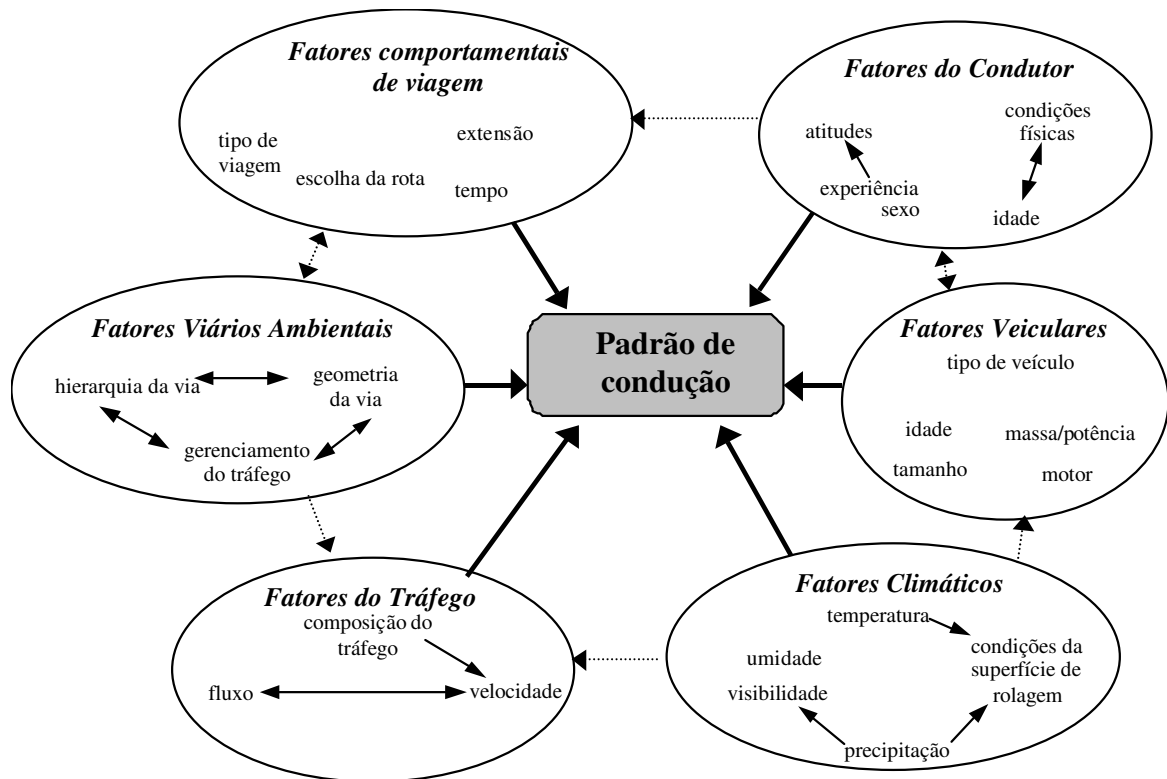 Fatores comportamentais
de viagem
tipo de
viagem
escolha da rota
extensão
tempo
Fatores do Condutor
atitudes
condições
físicas
experiência
sexo
idade
Fatores Viários Ambientais
hierarquia da via
geometria
da via
gerenciamento
do tráfego
Padrão de
condução
Fatores Veiculares
tipo de veículo
idade
massa/potência
tamanho
motor
Fatores do Tráfego
composição do
tráfego
fluxo
velocidade
Fatores Climáticos
temperatura
umidade
condições da
superfície de
rolagem
visibilidade
precipitação